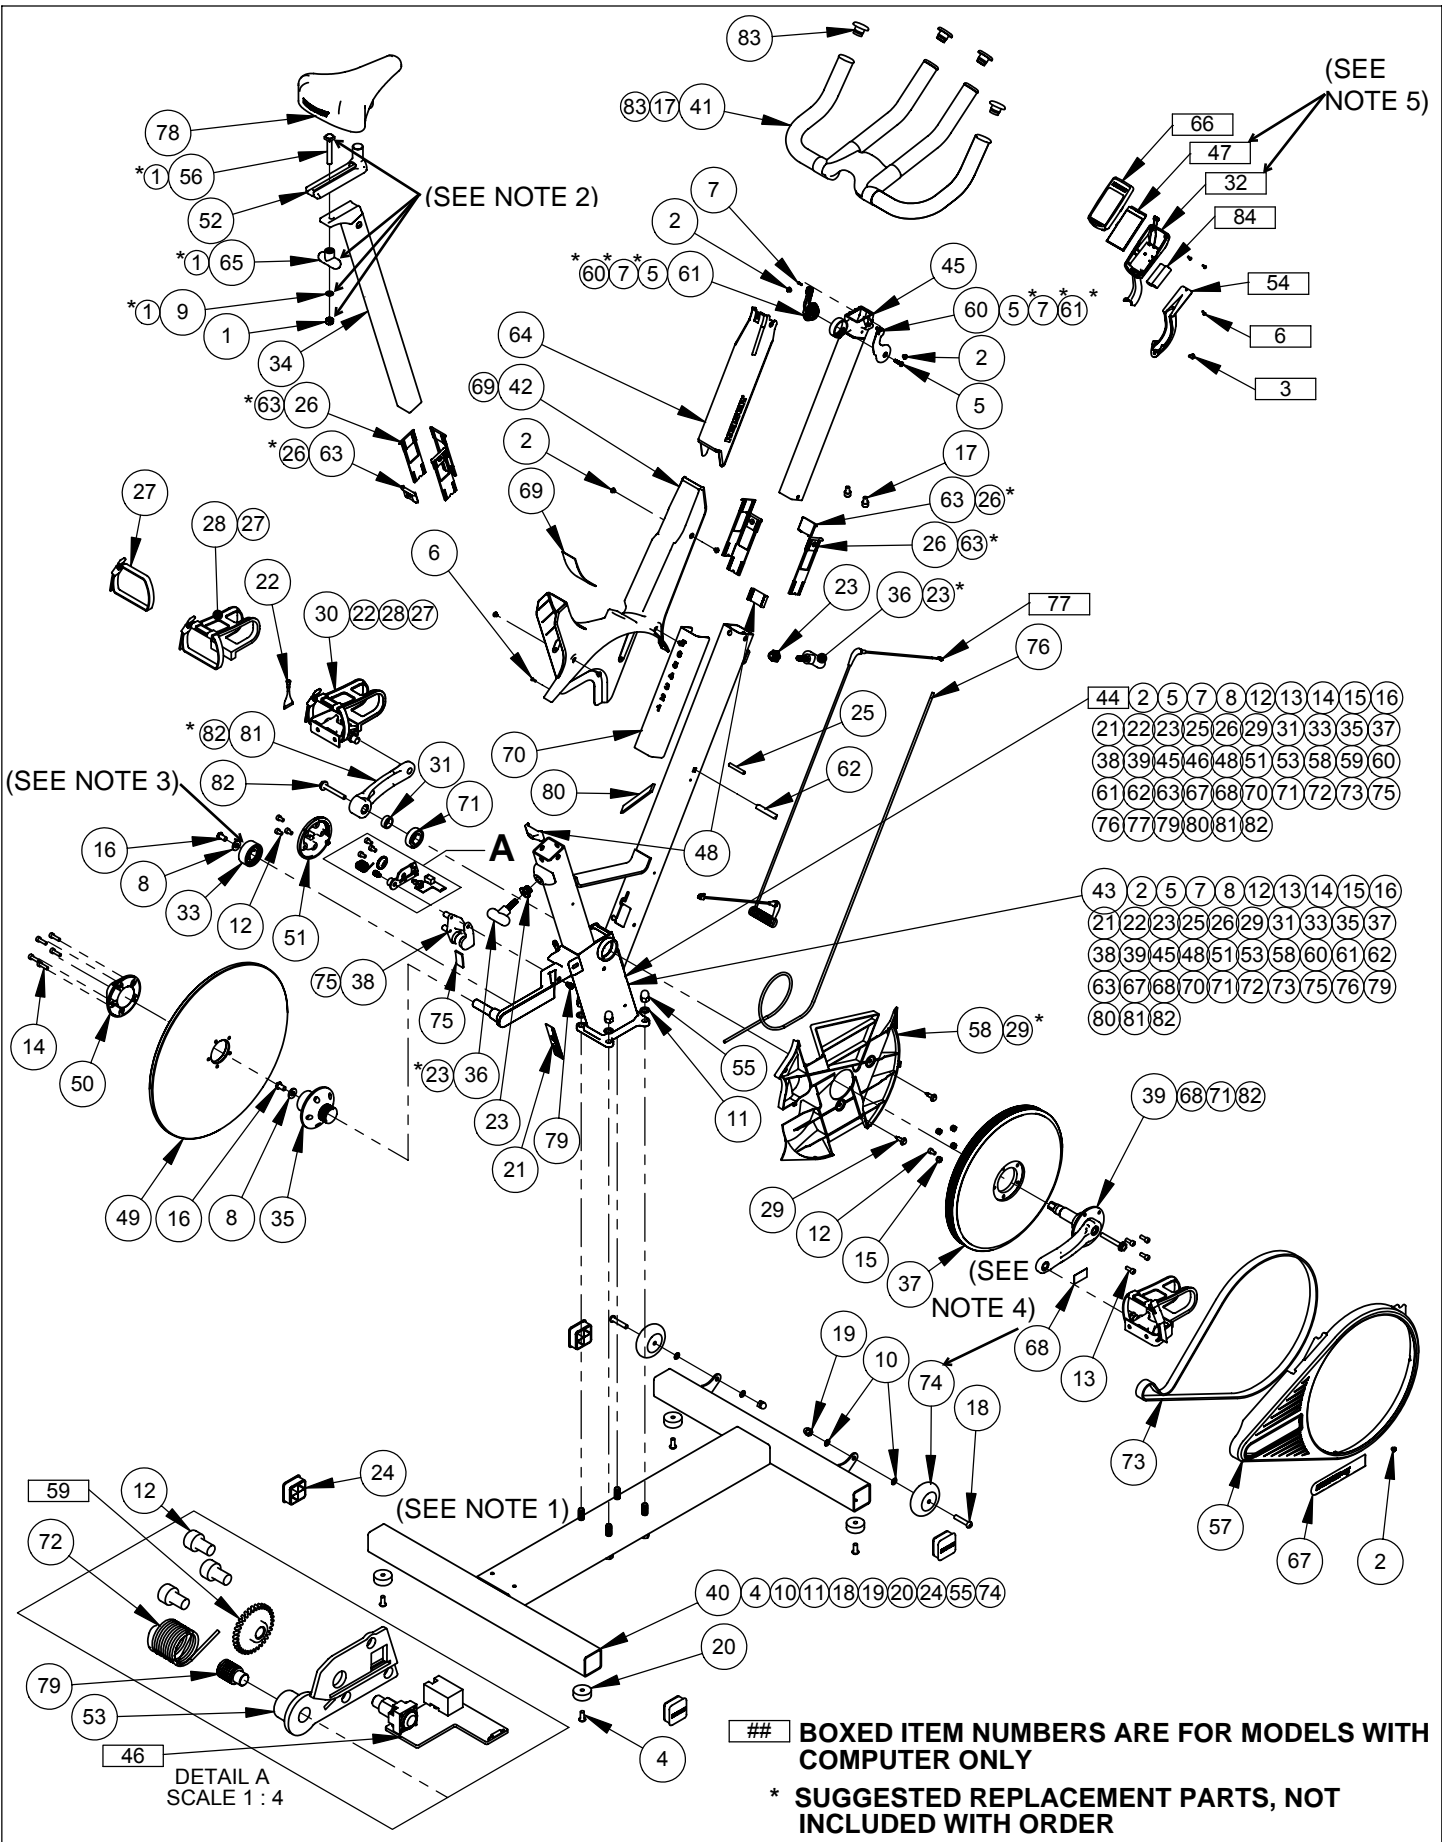 83
(SEE
NOTE 5)
78
83 17 41
66
47
* 1 56
32
52
(SEE NOTE 2)
7
84
2
* 1 65
* 60 * 7 * 5 61
45
54
* 1 9
60 5 * 7 * 61 *
6
1
64
2
34
3
69 42
5
* 63 26
2
17
* 26 63
27
69
63 26 *
28 27
26 63 *
6
22
23
36 23 *
77
30 22 28 27
76
44 2 5 7 8 12 13 14 15 16
21 22 23 25 26 29 31 33 35 37
38 39 45 46 48 51 53 58 59 60
61 62 63 67 68 70 71 72 73 75
76 77 79 80 81 82
* 82 81
25
31
70
(SEE NOTE 3)
82
71
80
62
16
A
48
8
33
12
51
43 2 5 7 8 12 13 14 15 16
21 22 23 25 26 29 31 33 35 37
38 39 45 48 51 53 58 60 61 62
63 67 68 70 71 72 73 75 76 79
80 81 82
75 38
14
50
75
58 29 *
* 23 36
55
11
23
79
21
39 68 71 82
49
16
8
35
29
12
15
37
(SEE
NOTE 4)
19
10
74
68
13
18
73
24
59
12
(SEE NOTE 1)
57
67
2
72
40 4 10 11 18 19 20 24 55 74
20
79
53
46
4
DETAIL A
SCALE 1 : 4
## BOXED ITEM NUMBERS ARE FOR MODELS WITH
COMPUTER ONLY
* SUGGESTED REPLACEMENT PARTS, NOT
INCLUDED WITH ORDER